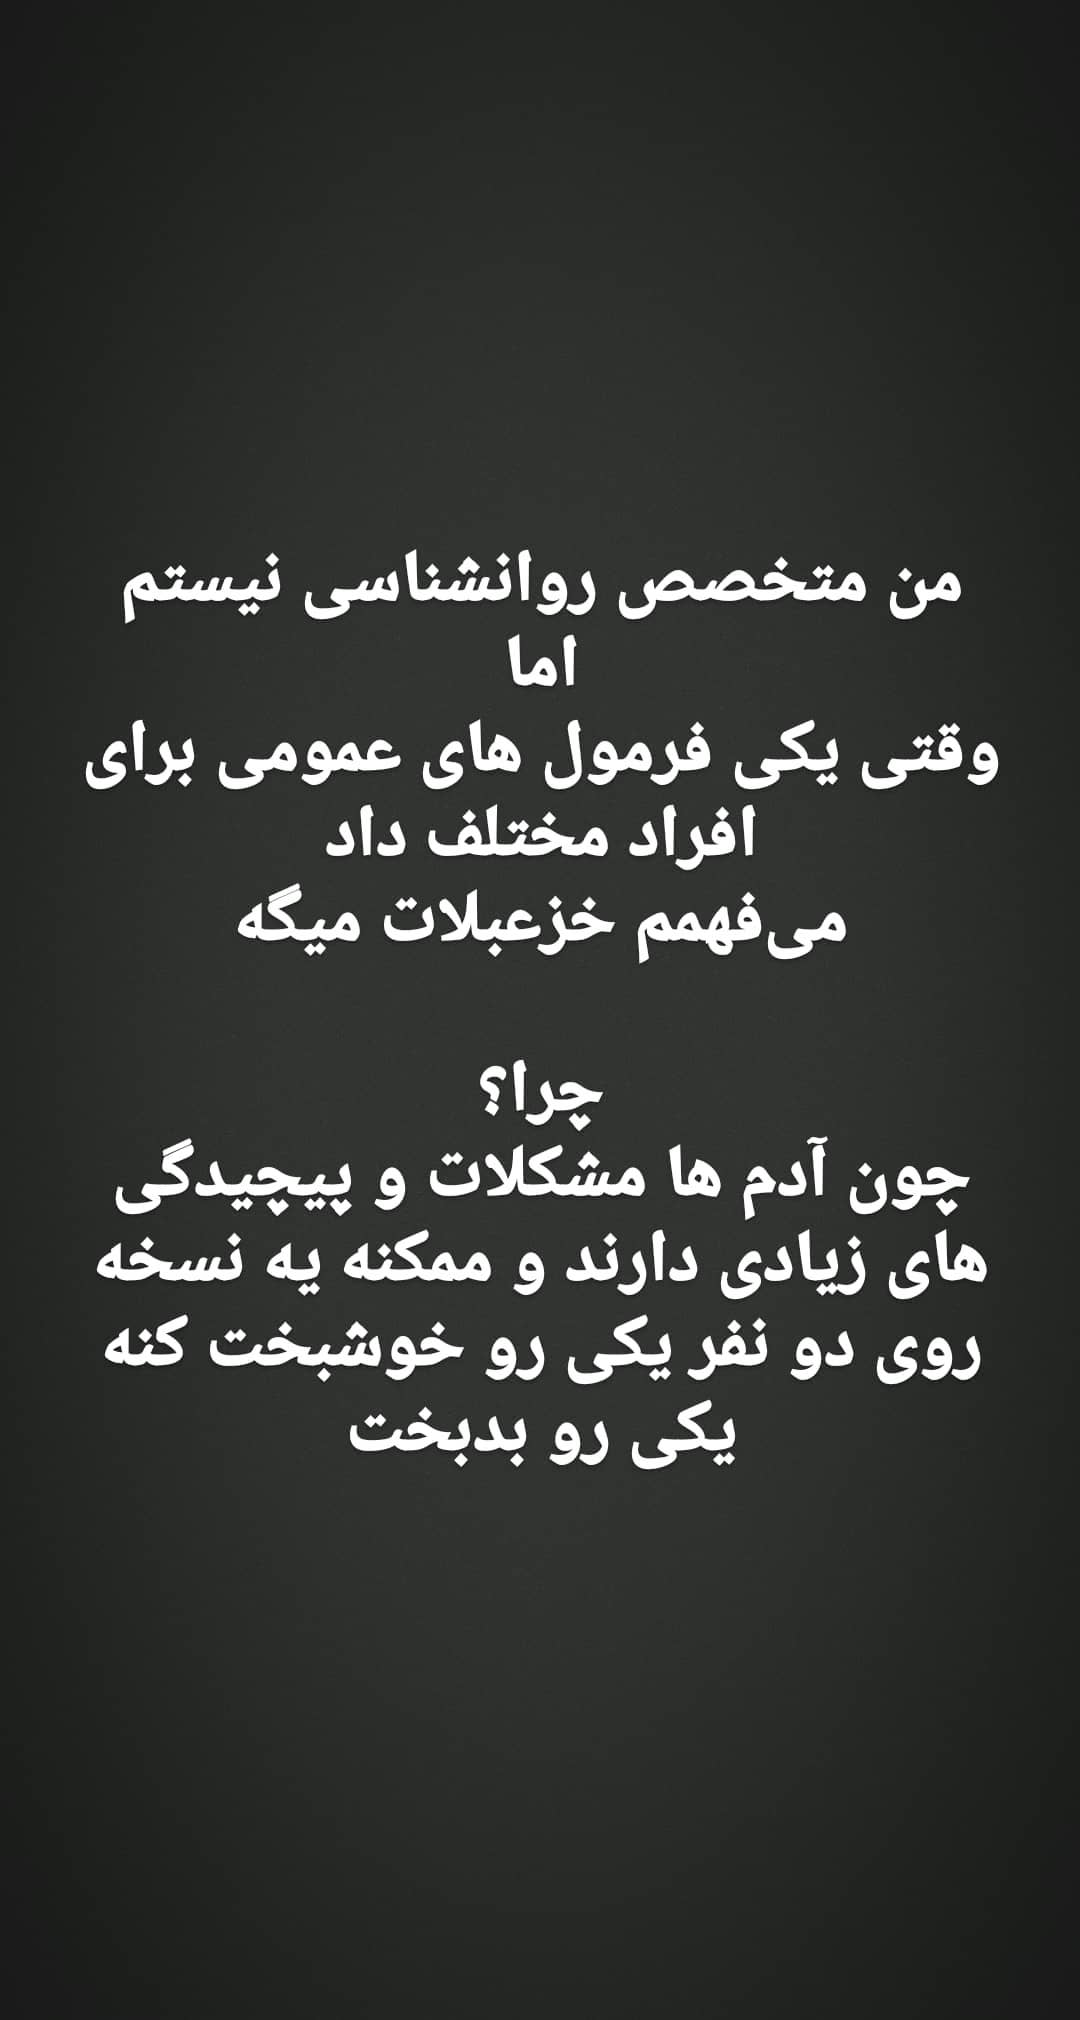 من متخصص روانشناسی نیستم
اما
وقتی یکی فرمول های عمومی برای
افراد مختلف داد
می‌فهمم خزعبلات میگه
چرا؟
چون آدم ها مشکلات و پیچیدگی
های زیادی دارند و ممکنه یه نسخه
روی دو نفر یکی رو خوشبخت کنه
یکی رو بدبخت